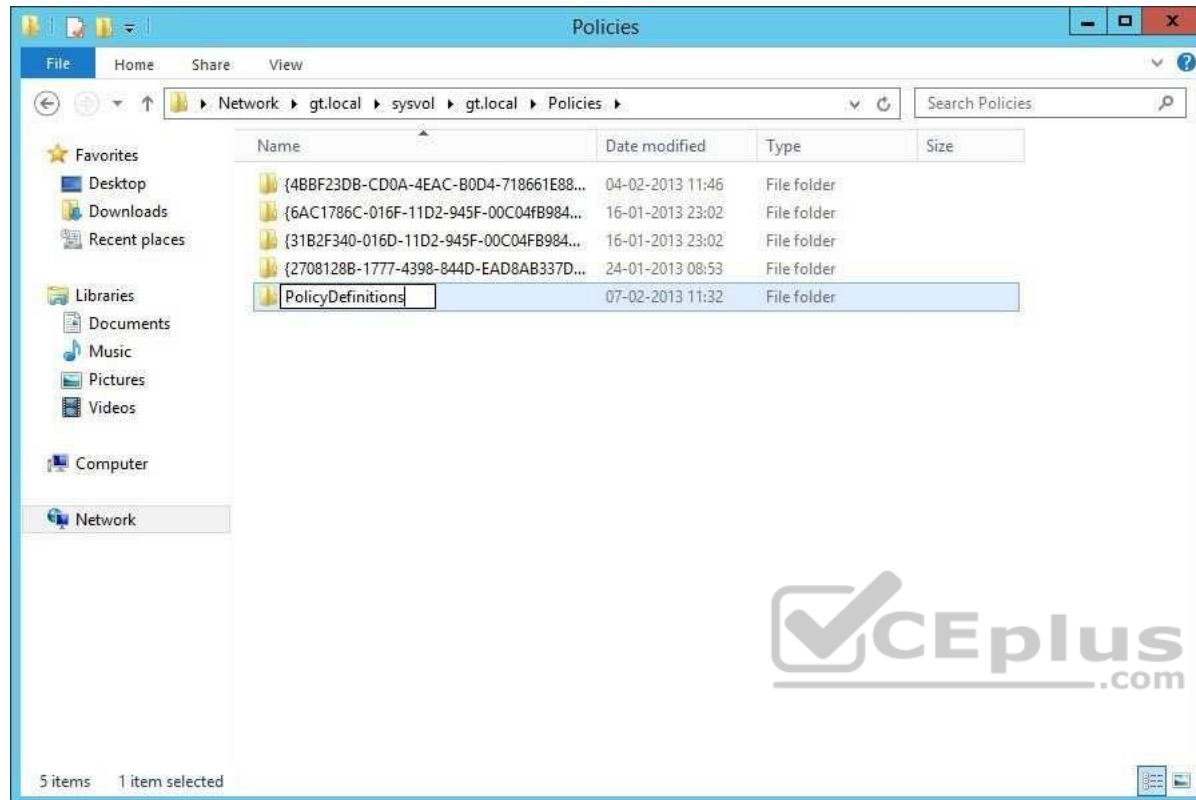 Policies
File Home Share View
Network gt.local sysvol gt.local Policies
Search Policies
Favorites
Desktop
Downloads
Recent places
Libraries
Documents
Music
Pictures
Videos
Computer
Network
Name Date modified Type Size
{4BBF23DB-CD0A-4EAC-B0D4-718661E88... 04-02-2013 11:46 File folder
{6AC1786C-016F-11D2-945F-00C04fB984... 16-01-2013 23:02 File folder
{31B2F340-016D-11D2-945F-00C04FB984... 16-01-2013 23:02 File folder
{2708128B-1777-4398-844D-EAD8AB337D... 24-01-2013 08:53 File folder
PolicyDefinitions 07-02-2013 11:32 File folder
VCEplus
.com
5 items 1 item selected